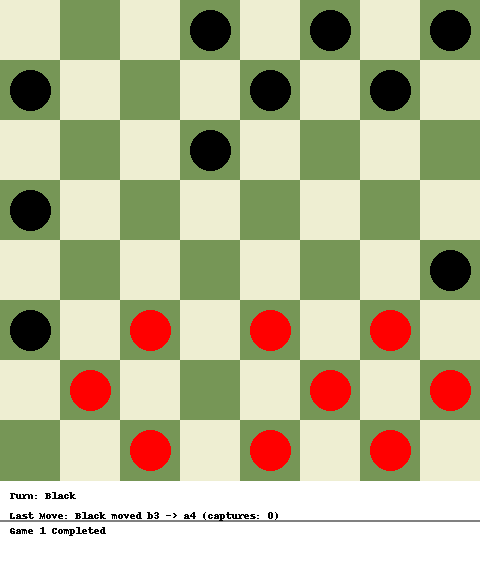 Turn: Black
Last Move: Black moved b3 -> a4 (captures: 0)
Game 1 Completed